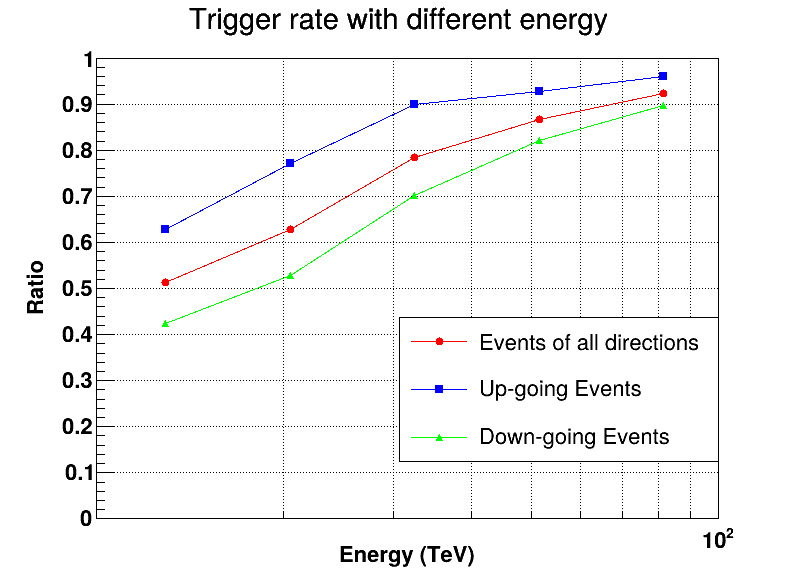 Trigger rate with different energy
1
0.9
0.8
0.7
0.6
0.5
0.4
0.3
0.2
0.1
0
Ratio
Events of all directions
Up-going Events
Down-going Events
10²
Energy (TeV)